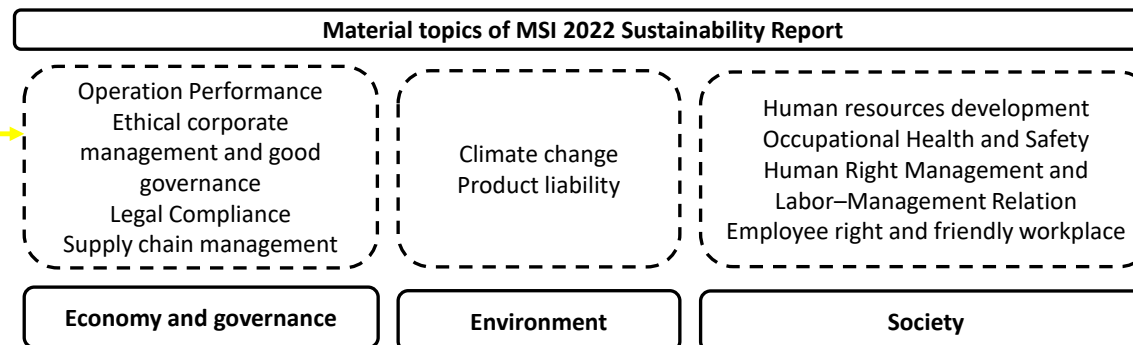 Material topics of MSI 2022 Sustainability Report
Operation Performance
Ethical corporate
management and good
governance
Legal Compliance
Supply chain management
Climate change
Product liability
Human resources development
Occupational Health and Safety
Human Right Management and
Labor–Management Relation
Employee right and friendly workplace
Economy and governance
Environment
Society